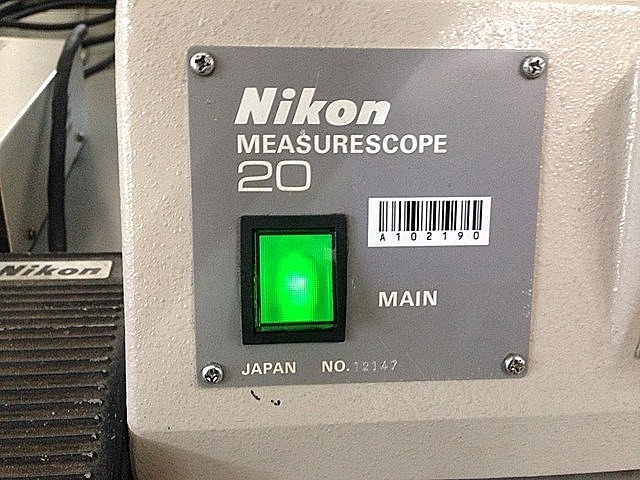 Nikon
MEASURESCOPE
20
A102190
MAIN
JAPAN NO. 12147
Nikon